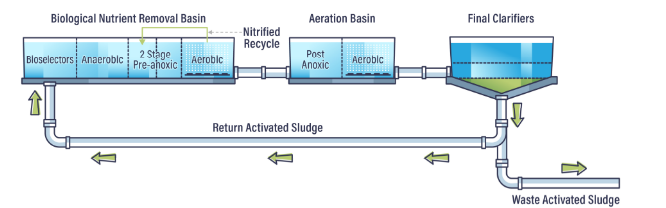 Biological Nutrient Removal Basin
Aeration Basin
Final Clarifiers
Nitrified
Recycle
Bioselectors
Anaerobic
2 Stage
Pre-anoxic
Aerobic
Post
Anoxic
Aerobic
Return Activated Sludge
Waste Activated Sludge